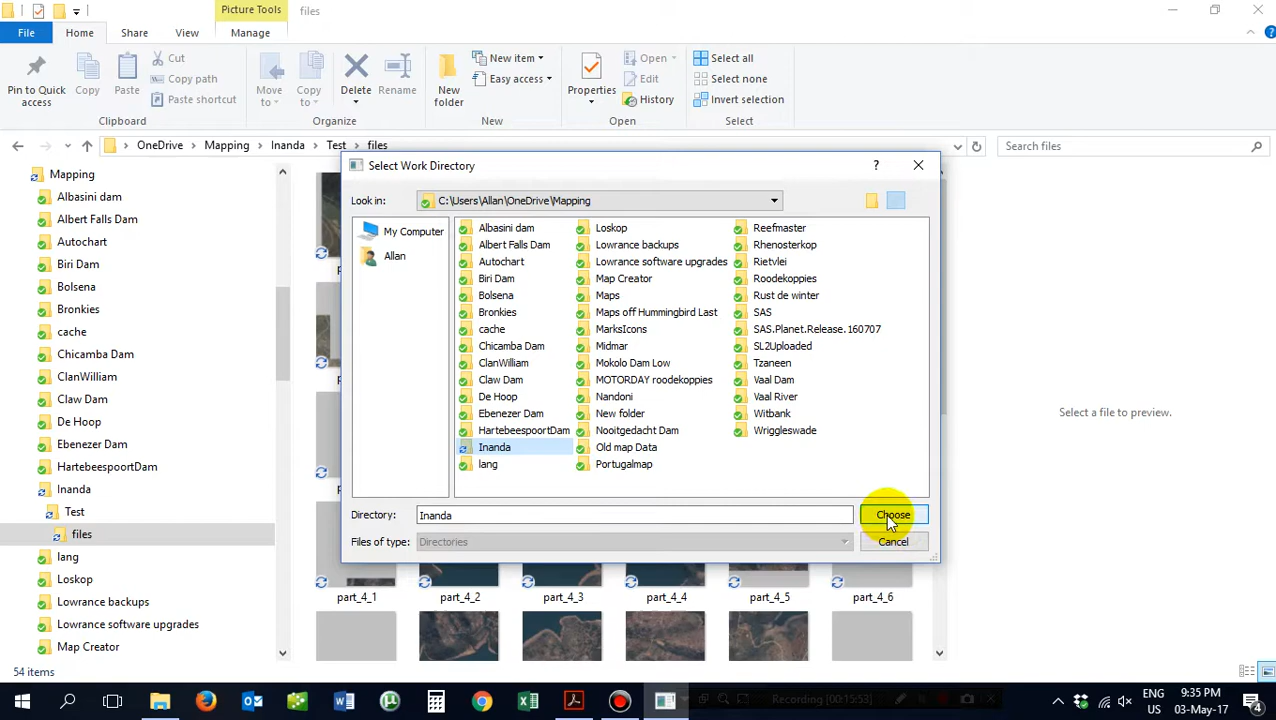 Picture Tools
files
File
Home
Share
View
Manage
Pin to Quick access
Copy
Paste
Cut
Copy path
Paste shortcut
Clipboard
Move to
Copy to
Delete
Rename
Organize
New folder
New item
Easy access
New
Properties
Open
Edit
History
Open
Select all
Select none
Invert selection
Select
OneDrive > Mapping > Inanda > Test > files
Search files
Mapping
Albasini dam
Albert Falls Dam
Autochart
Biri Dam
Bolsena
Bronkies
cache
Chicamba Dam
ClanWilliam
Claw Dam
De Hoop
Ebenezer Dam
HartebeespoortDam
Inanda
Test
files
lang
Loskop
Lowrance backups
Lowrance software upgrades
Map Creator
Select Work Directory
?
Look in:
C:\Users\Allan\OneDrive\Mapping
My Computer
Allan
Albasini dam
Albert Falls Dam
Autochart
Biri Dam
Bolsena
Bronkies
cache
Chicamba Dam
ClanWilliam
Claw Dam
De Hoop
Ebenezer Dam
HartebeespoortDam
Inanda
lang
Loskop
Lowrance backups
Lowrance software upgrades
Map Creator
Maps
Maps off Hummingbird Last
MarksIcons
Midmar
Mokolo Dam Low
MOTORDAY roodekoppies
Nandoni
New folder
Nooitgedacht Dam
Old map Data
Portugalmap
Reefmaster
Rhenosterkop
Rietvlei
Roodekoppies
Rust de winter
SAS
SAS.Planet.Release.160707
SL2Uploaded
Tzaneen
Vaal Dam
Vaal River
Witbank
Wriggleswade
Directory:
Inanda
Choose
Files of type:
Directories
Cancel
Select a file to preview.
part_4_1
part_4_2
part_4_3
part_4_4
part_4_5
part_4_6
54 items
Recording [00:15:53]
ENG
US
9:35 PM
03-May-17
4